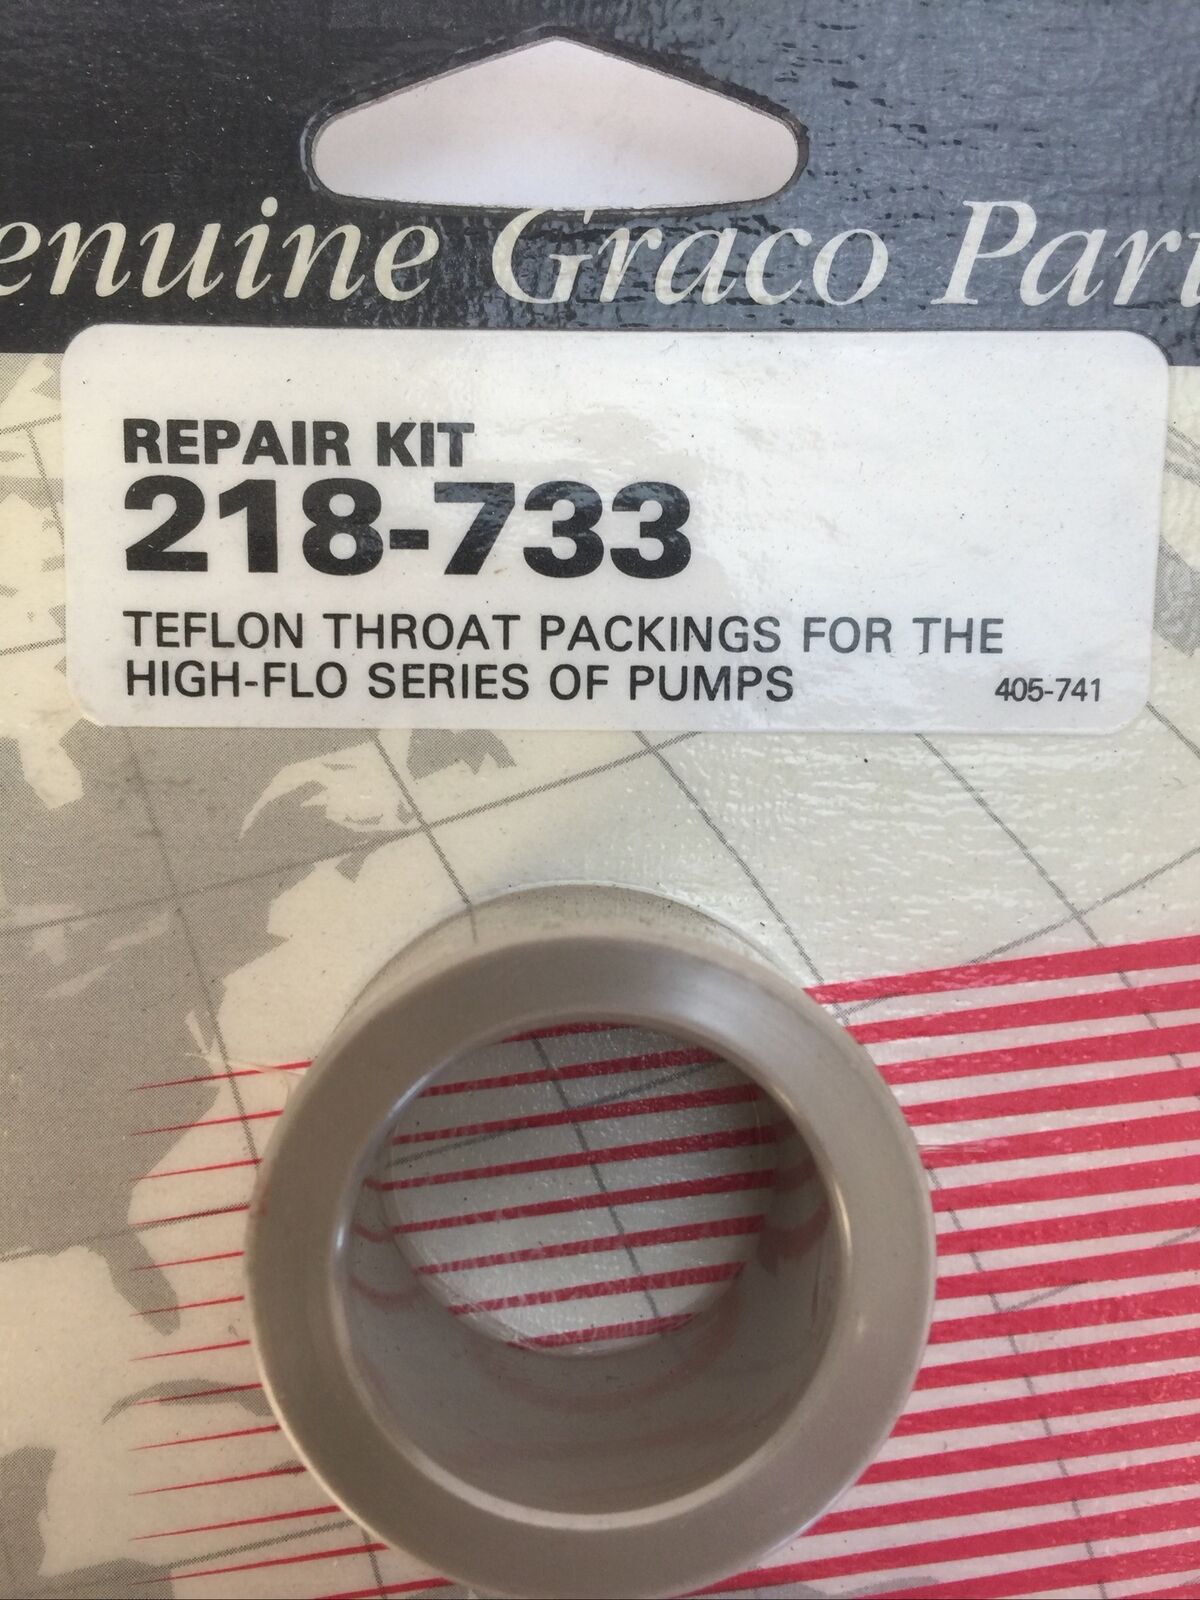 enuine Graco Part
REPAIR KIT
218-733
TEFLON THROAT PACKINGS FOR THE
HIGH-FLO SERIES OF PUMPS
405-741